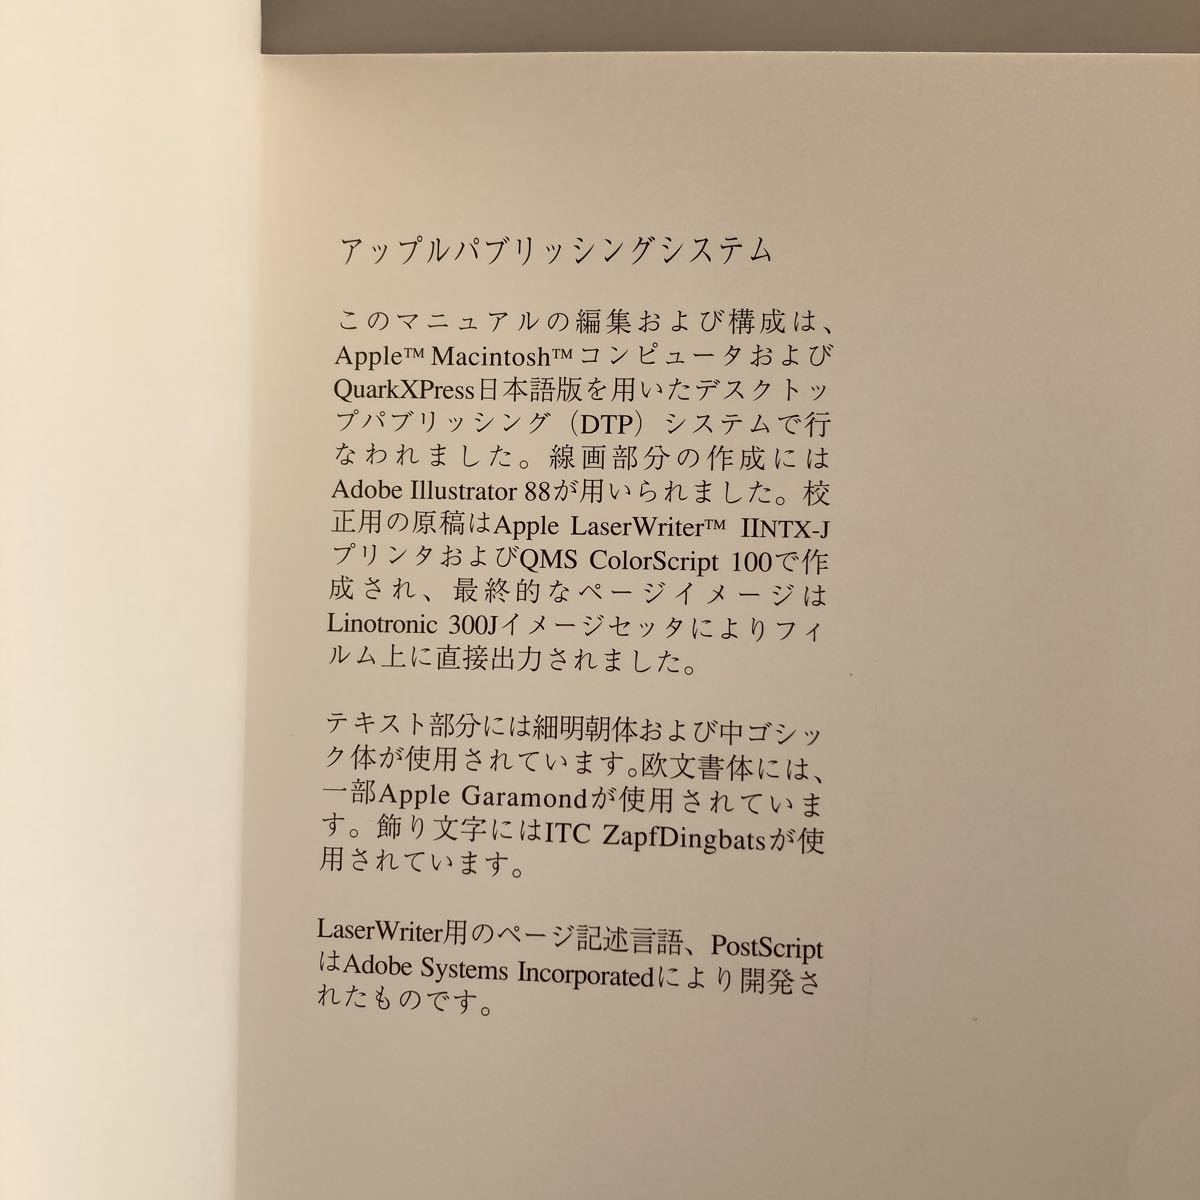 アップルパブリッシングシステム
このマニュアルの編集および構成は、
Apple™ Macintosh™コンピュータおよび
QuarkXPress日本語版を用いたデスクトッ
プパブリッシング（DTP）システムで行
なわれました。線画部分の作成には
Adobe Illustrator 88が用いられました。校
正用の原稿はApple LaserWriter™ IINTX-J
プリンタおよびQMS ColorScript 100で作
成され、最終的なページイメージは
Linotronic 300Jイメージセッタによりフィ
ルム上に直接出力されました。
テキスト部分には細明朝体および中ゴシッ
ク体が使用されています。欧文書体には、
一部Apple Garamondが使用されていま
す。飾り文字にはITC ZapfDingbatsが使
用されています。
LaserWriter用のページ記述言語、PostScript
はAdobe Systems Incorporatedにより開発さ
れたものです。